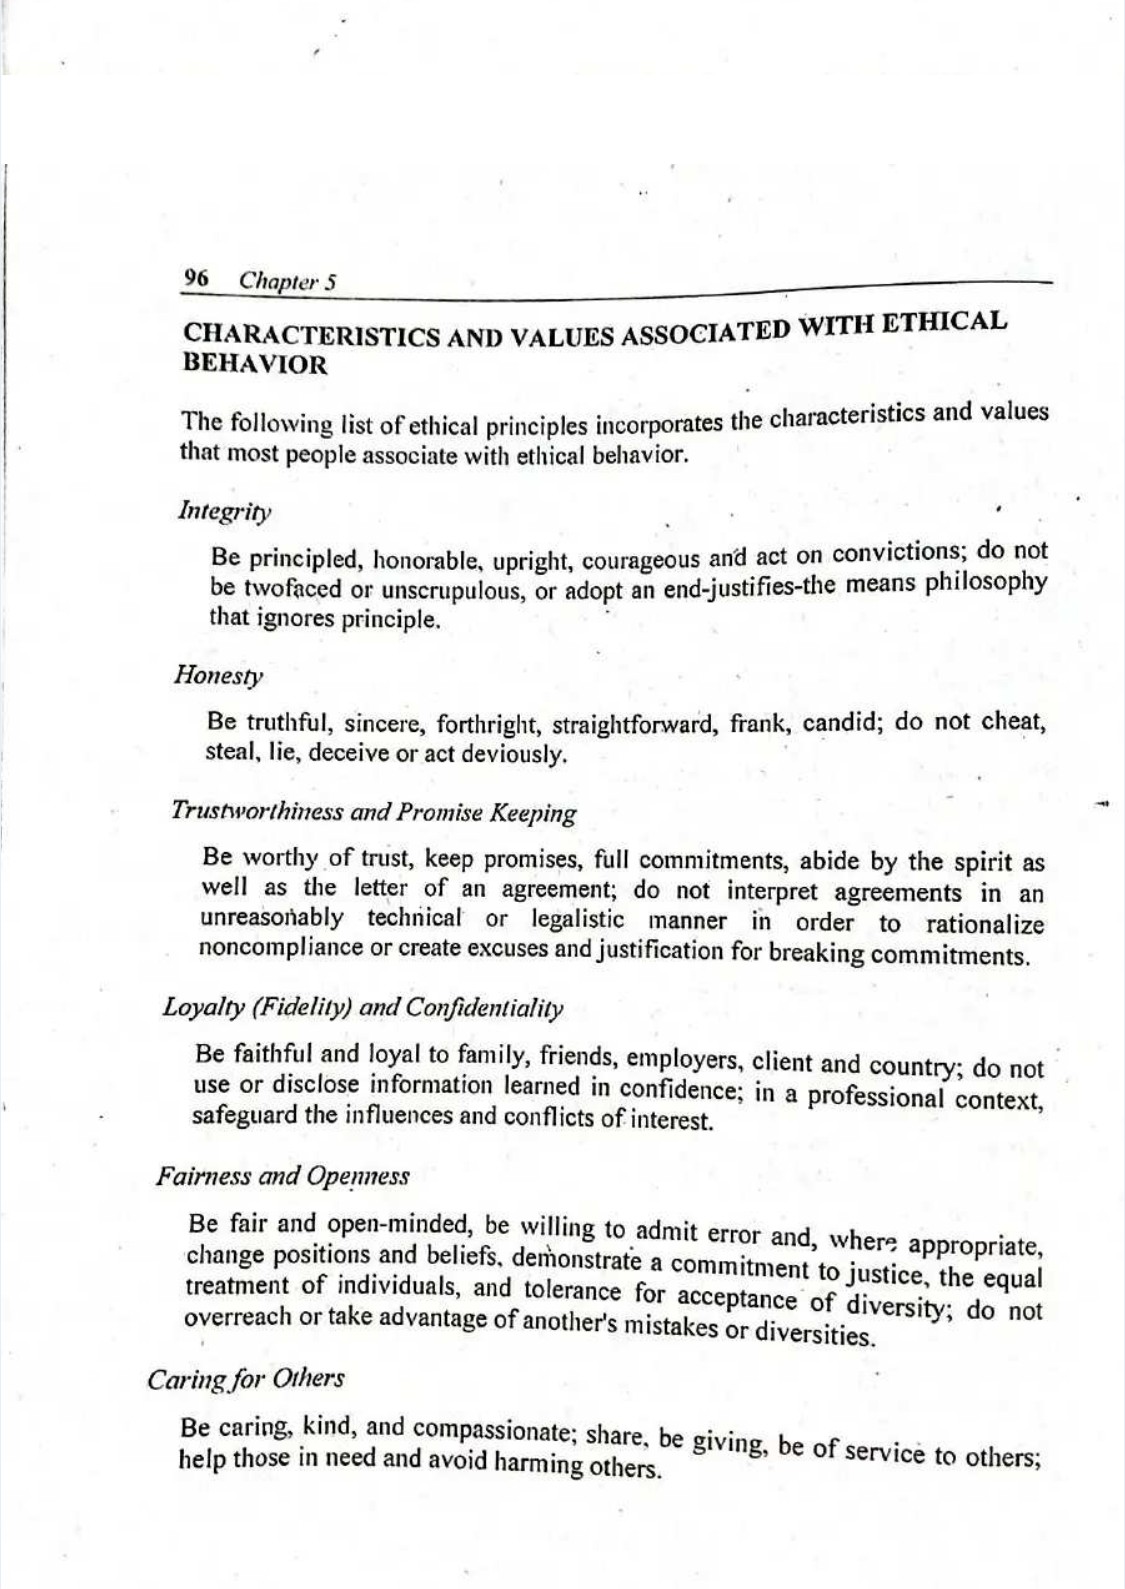 96 Chapter 5
CHARACTERISTICS AND VALUES ASSOCIATED WITH ETHICAL
BEHAVIOR
The following list of ethical principles incorporates the characteristics and values
that most people associate with ethical behavior.
Integrity
Be principled, honorable, upright, courageous and act on convictions; do not
be twofaced or unscrupulous, or adopt an end-justifies-the means philosophy
that ignores principle.
Honesty
Be truthful, sincere, forthright, straightforward, frank, candid; do not cheat,
steal, lie, deceive or act deviously.
Trustworthiness and Promise Keeping
Be worthy of trust, keep promises, full commitments, abide by the spirit as
well as the letter of an agreement; do not interpret agreements in an
unreasonably technical or legalistic manner in order to rationalize
noncompliance or create excuses and justification for breaking commitments.
Loyalty (Fidelity) and Confidentiality
Be faithful and loyal to family, friends, employers, client and country; do not
use or disclose information learned in confidence; in a professional context,
safeguard the influences and conflicts of interest.
Fairness and Openness
Be fair and open-minded, be willing to admit error and, where appropriate,
change positions and beliefs, demonstrate a commitment to justice, the equal
treatment of individuals, and tolerance for acceptance of diversity; do not
overreach or take advantage of another's mistakes or diversities.
Caring for Others
Be caring, kind, and compassionate; share, be giving, be of service to others;
help those in need and avoid harming others.